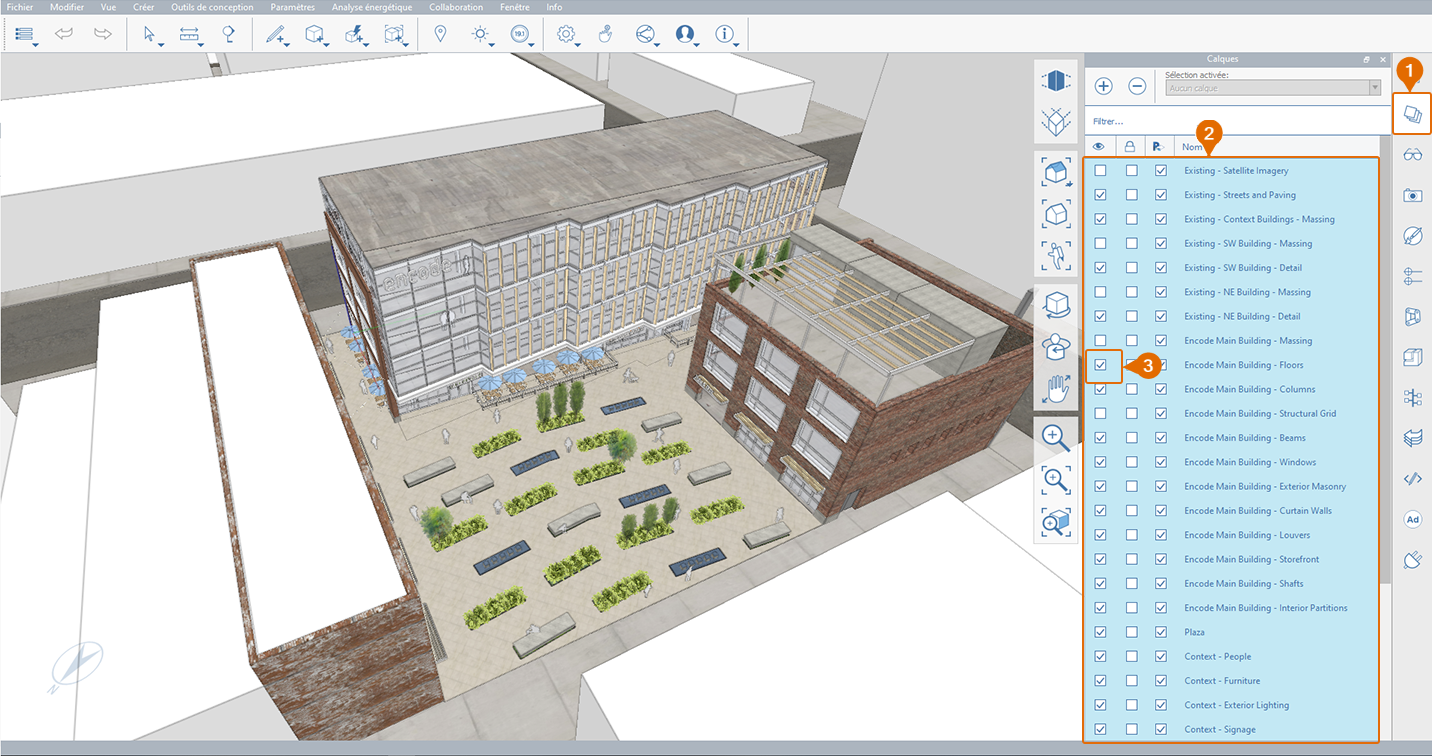 Fichier Modifier Vue Créer Outils de conception Paramètres Analyse énergétique Collaboration Fenêtre Info
19.1
Calques
1
Sélection activée:
Aucun calque
Filtrer...
2
Nom
Existing - Satellite Imagery
Existing - Streets and Paving
Existing - Context Buildings - Massing
Existing - SW Building - Massing
Existing - SW Building - Detail
Existing - NE Building - Massing
Existing - NE Building - Detail
Encode Main Building - Massing
3
Encode Main Building - Floors
Encode Main Building - Columns
Encode Main Building - Structural Grid
Encode Main Building - Beams
Encode Main Building - Windows
Encode Main Building - Exterior Masonry
Encode Main Building - Curtain Walls
Encode Main Building - Louvers
Encode Main Building - Storefront
Encode Main Building - Shafts
Encode Main Building - Interior Partitions
Plaza
Context - People
Context - Furniture
Context - Exterior Lighting
Context - Signage
Ad
encode
N